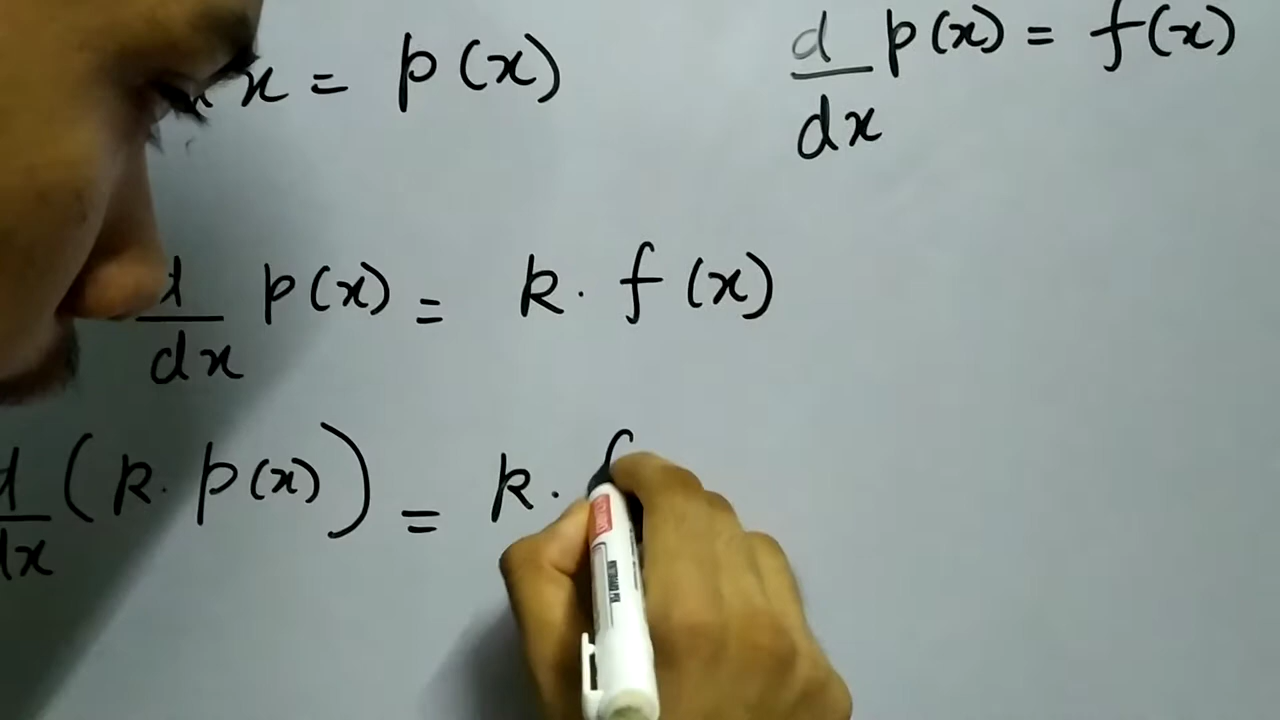 x = p(x)
d/dx p(x) = f(x)
d/dx p(x) = k. f(x)
d/dx (k. p(x)) = k. f